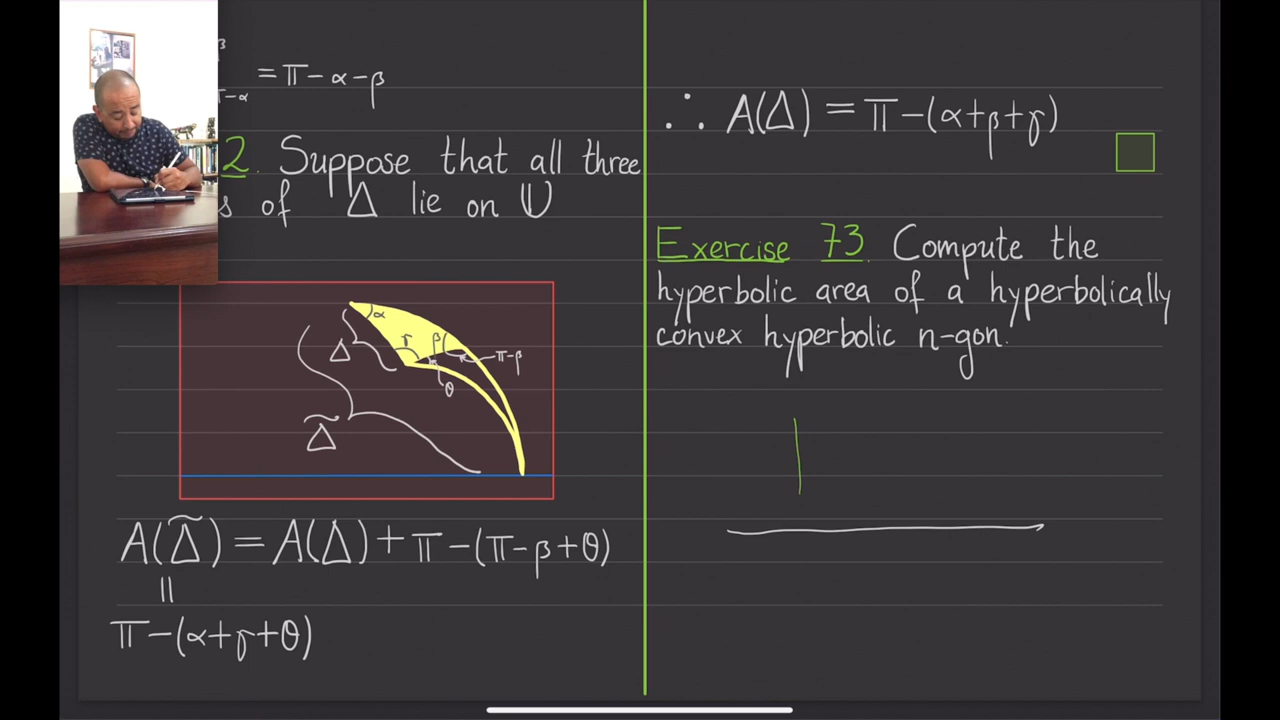 β
π-α
= π - α - β
2. Suppose that all three
s of Δ lie on U
α
γ
β
Δ
π-β
θ
Δ̃
A(Δ̃) = A(Δ) + π - (π - β + θ)
||
π - (α + γ + θ)
∴ A(Δ) = π - (α + β + γ)
Exercise 73. Compute the
hyperbolic area of a hyperbolically
convex hyperbolic n-gon.